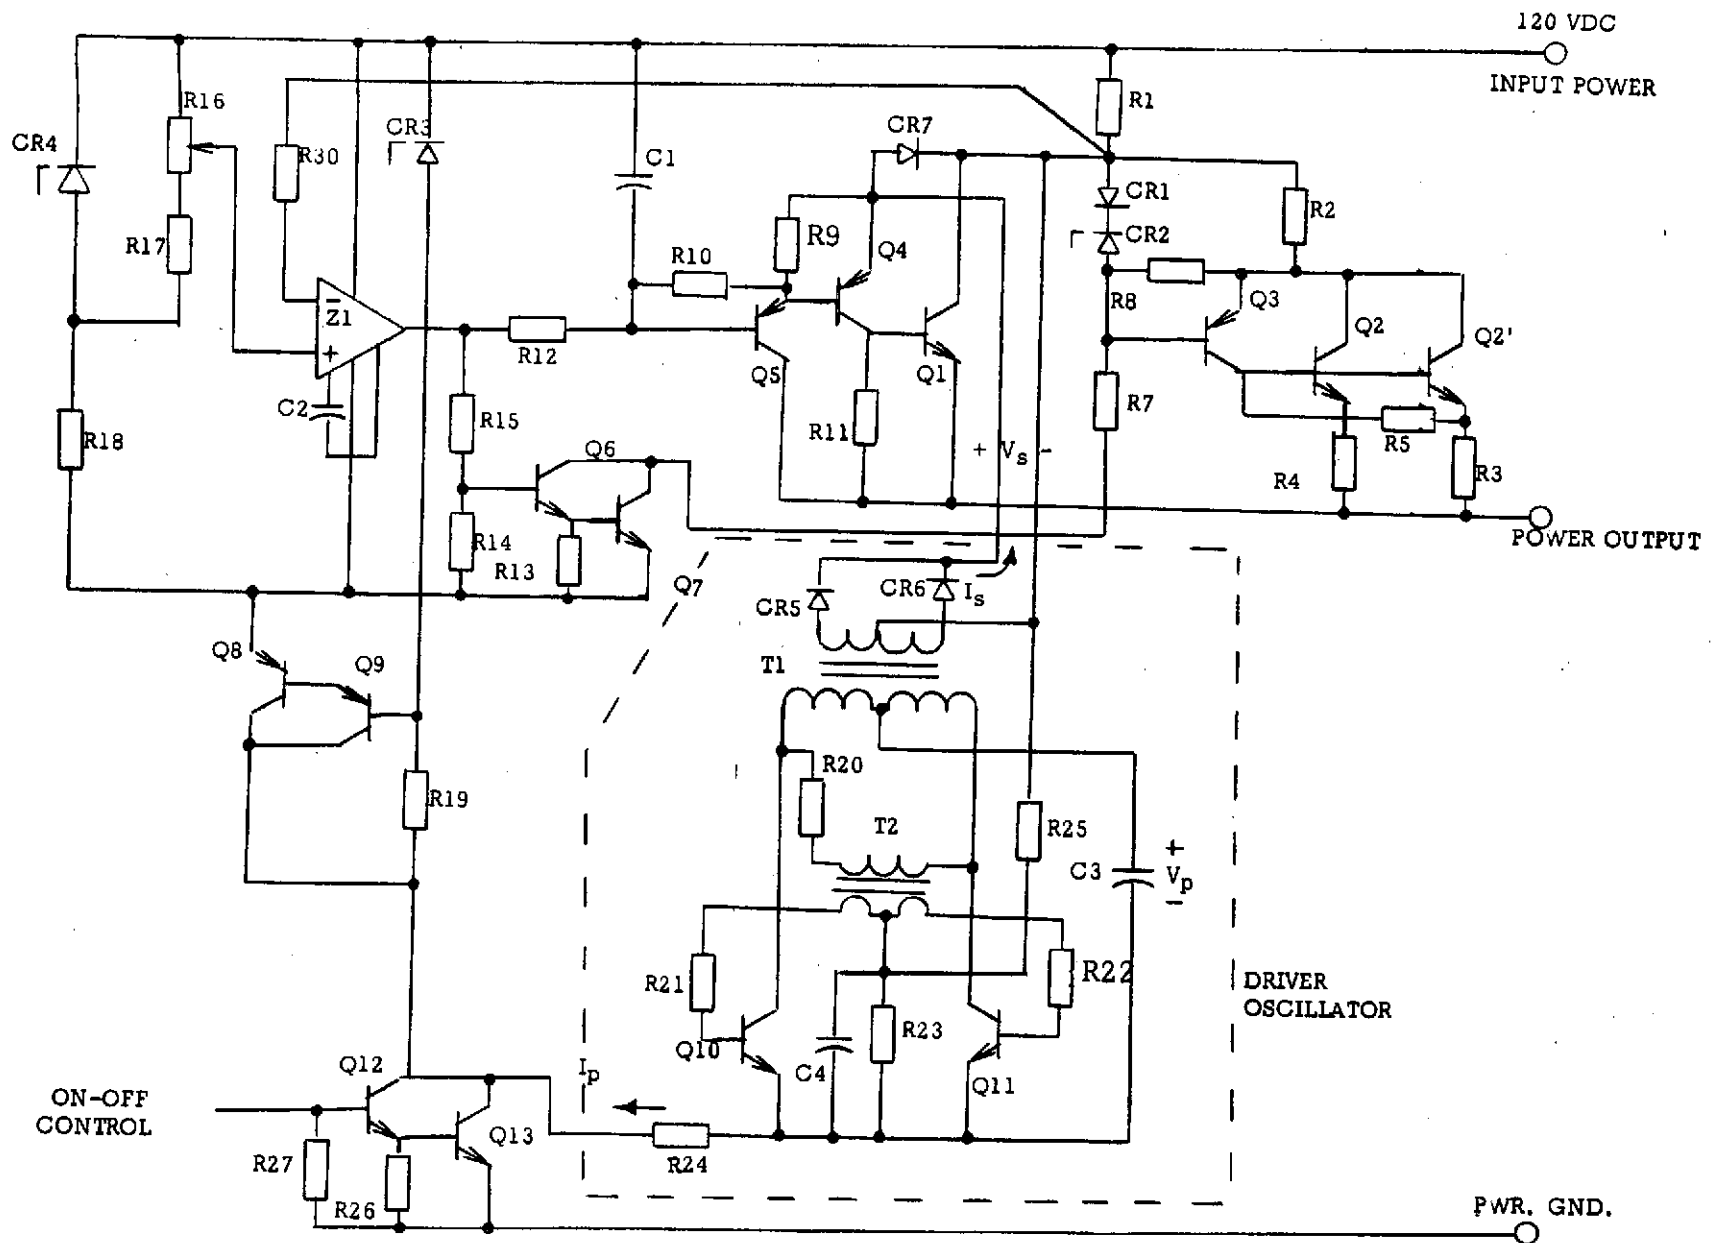 120 VDC
INPUT POWER
R16
R1
CR4
CR3
CR7
R30
C1
CR1
R2
R17
R9
CR2
R10
Q4
R8
Q3
Z1
-
+
R12
Q5
Q1
Q2
Q2'
C2
R7
R18
R15
R11
R5
Q6
+ Vs -
R4
R3
R14
R13
POWER OUTPUT
Q7
CR5
CR6
Is
Q8
Q9
T1
R20
R19
T2
R25
C3
+
Vp
-
R21
R22
DRIVER
OSCILLATOR
R23
Q10
C4
Q11
Q12
Ip
ON-OFF
CONTROL
Q13
R27
R24
R26
PWR. GND.